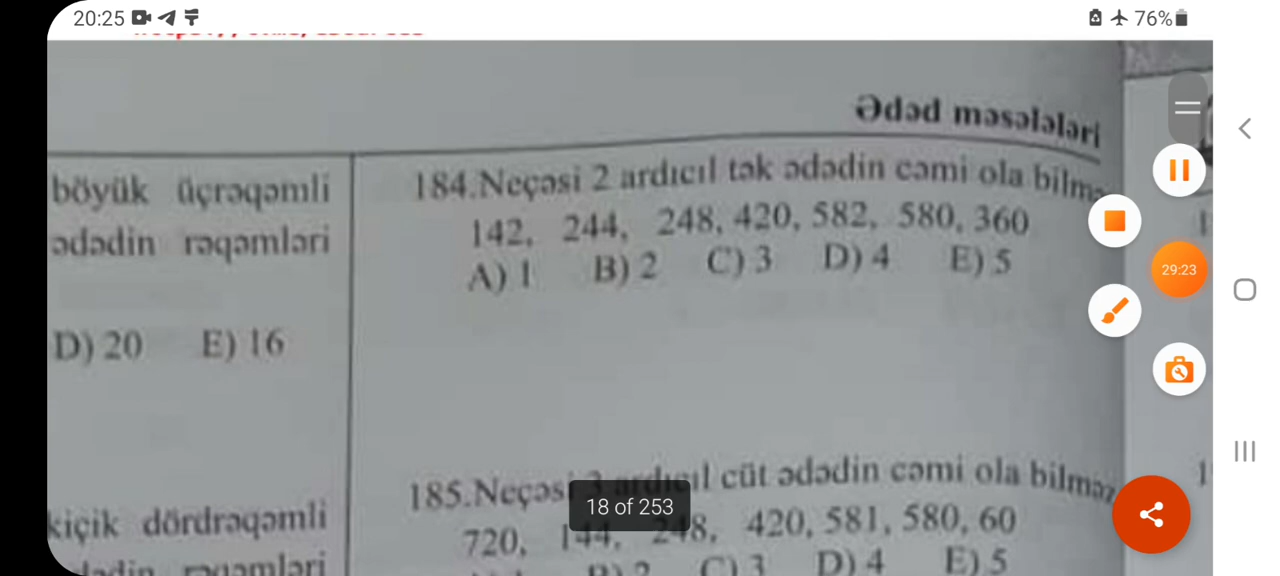 20:25
76%
Ədəd məsələləri
böyük üçrəqəmli
ədədin rəqəmləri
D) 20 E) 16
kiçik dördrəqəmli
rəqəmləri
184.Neçəsi 2 ardıcıl tək ədədin cəmi ola
142, 244, 248, 420, 582, 580, 360
A) 1 B) 2 C) 3 D) 4 E) 5
29:23
185.Neçəsi 3 ardıcıl cüt ədədin cəmi ola bilməz
720, 144, 248, 420, 581, 580, 60
B) 2 C) 3 D) 4 E) 5
18 of 253